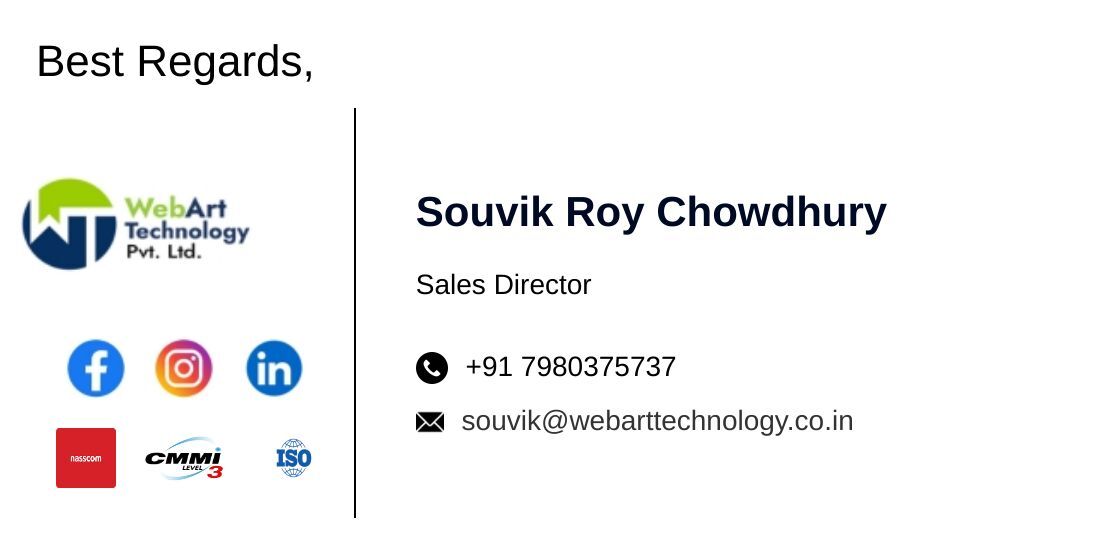 Best Regards,
WebArt
Technology
Pvt. Ltd.
nasscom
CMMi
LEVEL 3
ISO
Souvik Roy Chowdhury
Sales Director
+91 7980375737
souvik@webarttechnology.co.in